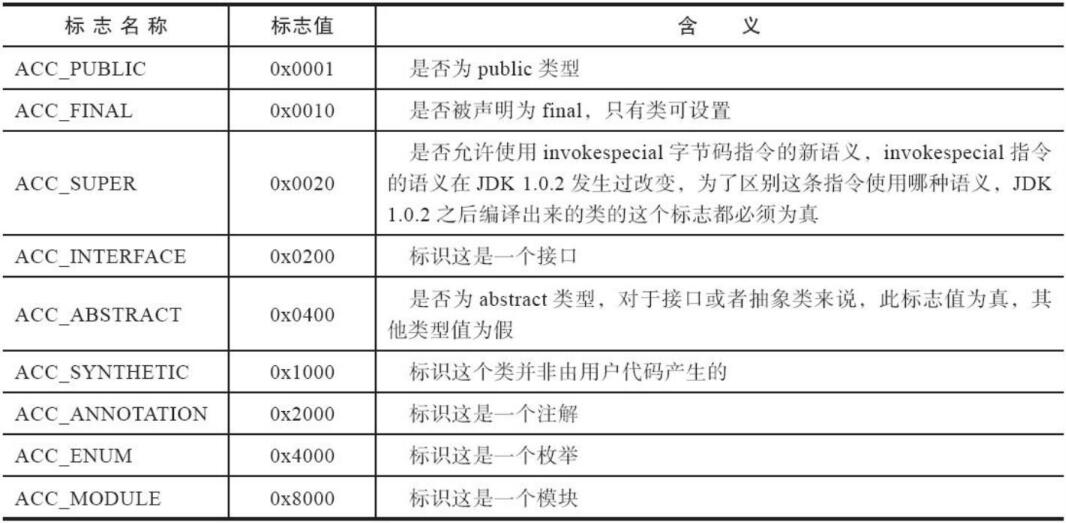 标志名称 标志值 含 义
ACC_PUBLIC 0x0001 是否为 public 类型
ACC_FINAL 0x0010 是否被声明为 final，只有类可设置
ACC_SUPER 0x0020 是否允许使用 invokespecial 字节码指令的新语义，invokespecial 指令
的语义在 JDK 1.0.2 发生过改变，为了区别这条指令使用哪种语义，JDK
1.0.2 之后编译出来的类的这个标志都必须为真
ACC_INTERFACE 0x0200 标识这是一个接口
ACC_ABSTRACT 0x0400 是否为 abstract 类型，对于接口或者抽象类来说，此标志值为真，其
他类型值为假
ACC_SYNTHETIC 0x1000 标识这个类并非由用户代码产生的
ACC_ANNOTATION 0x2000 标识这是一个注解
ACC_ENUM 0x4000 标识这是一个枚举
ACC_MODULE 0x8000 标识这是一个模块